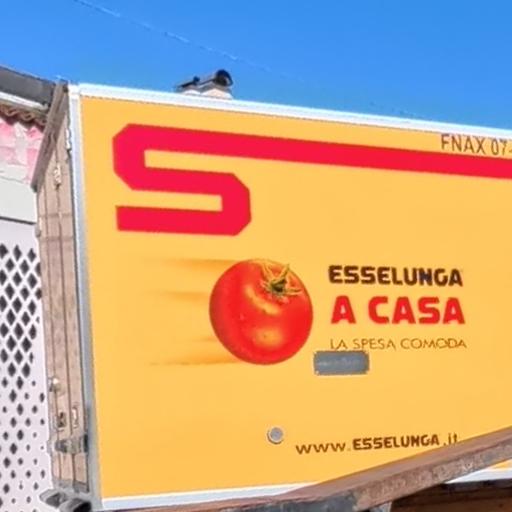 FNAX 07-
S
ESSELUNGA
A CASA
LA SPESA COMODA
www.ESSELUNGA.it